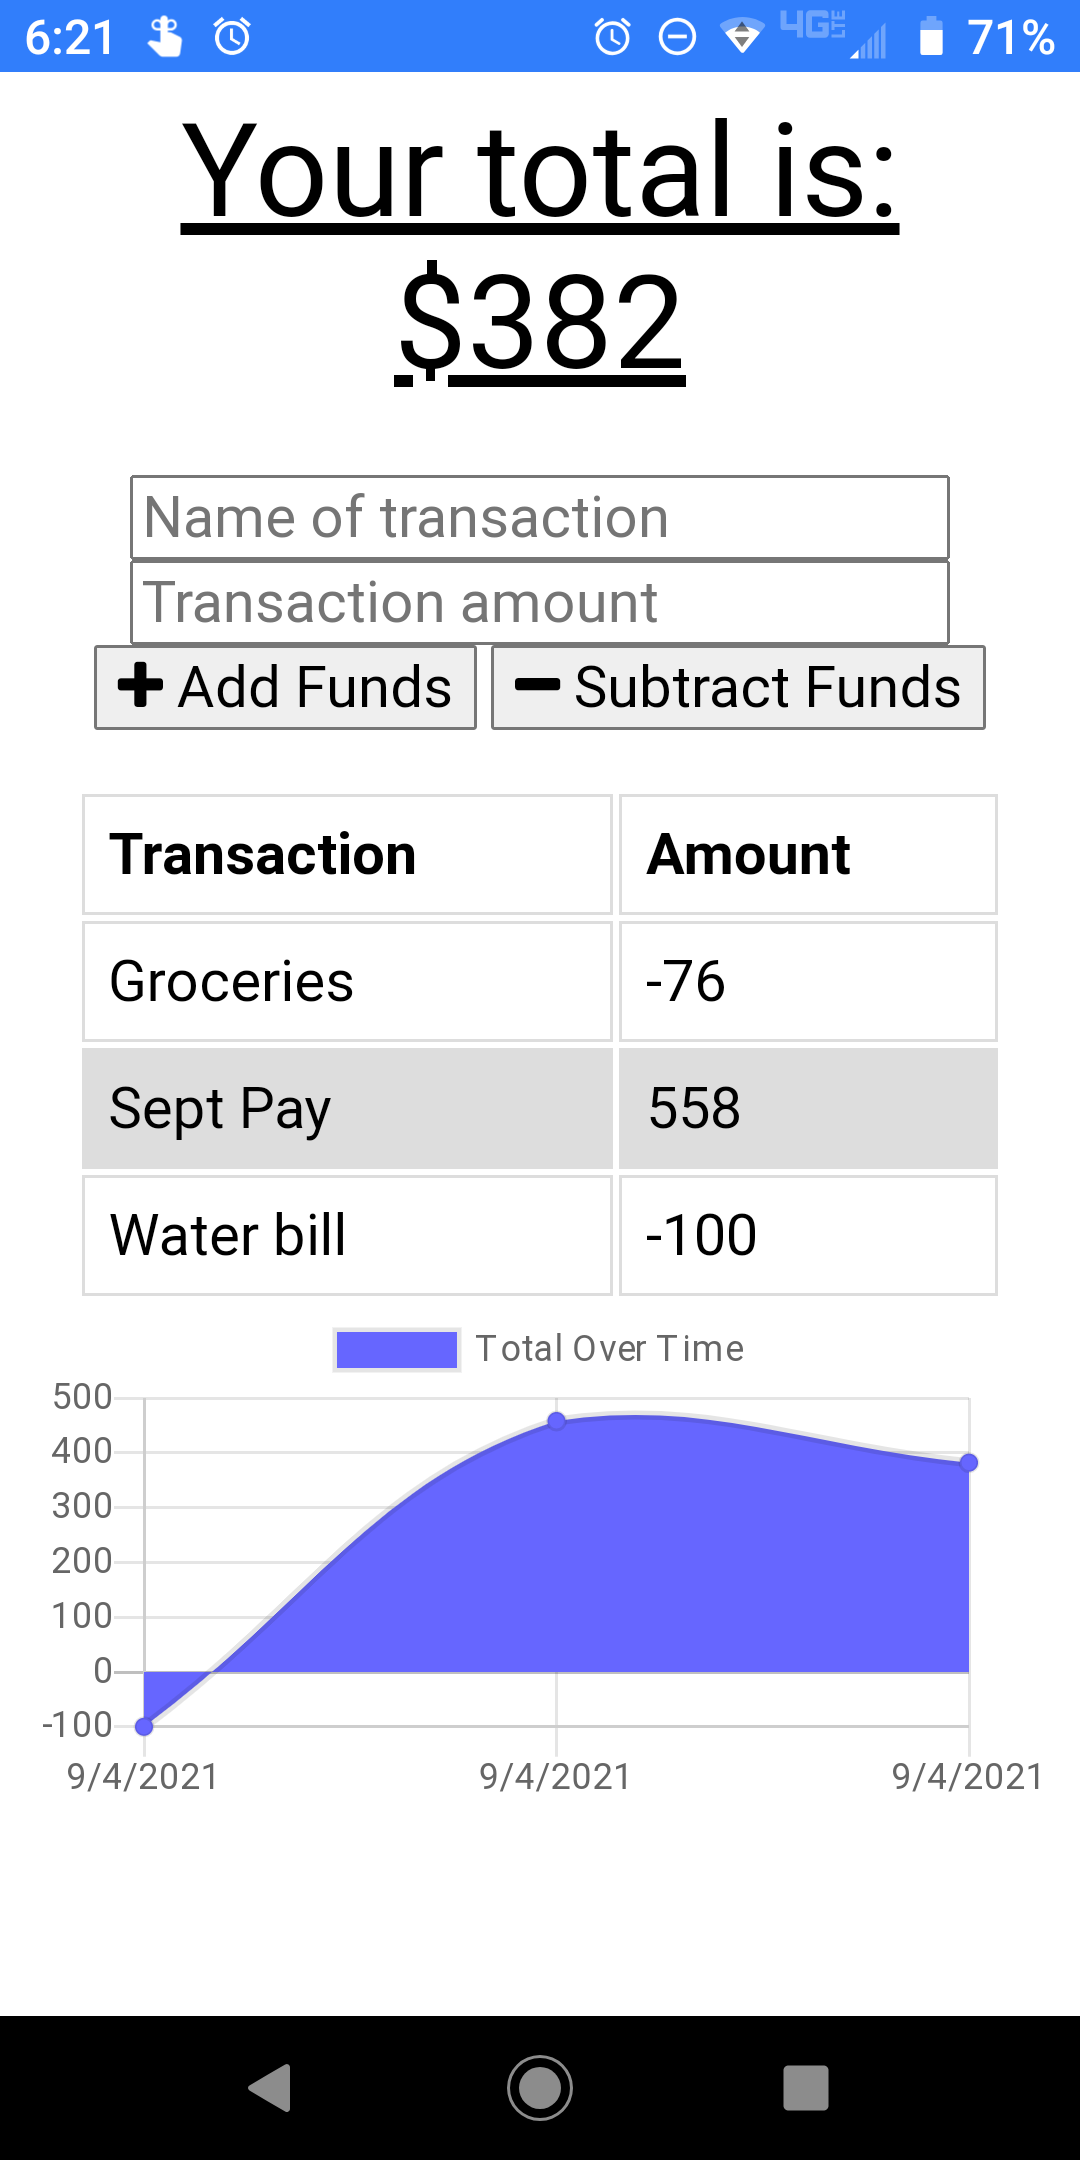 6:21 4G LTE 71%
Your total is:
$382
Name of transaction
Transaction amount
Add Funds Subtract Funds
Transaction Amount
Groceries -76
Sept Pay 558
Water bill -100
Total Over Time
500
400
300
200
100
0
-100
9/4/2021 9/4/2021 9/4/2021